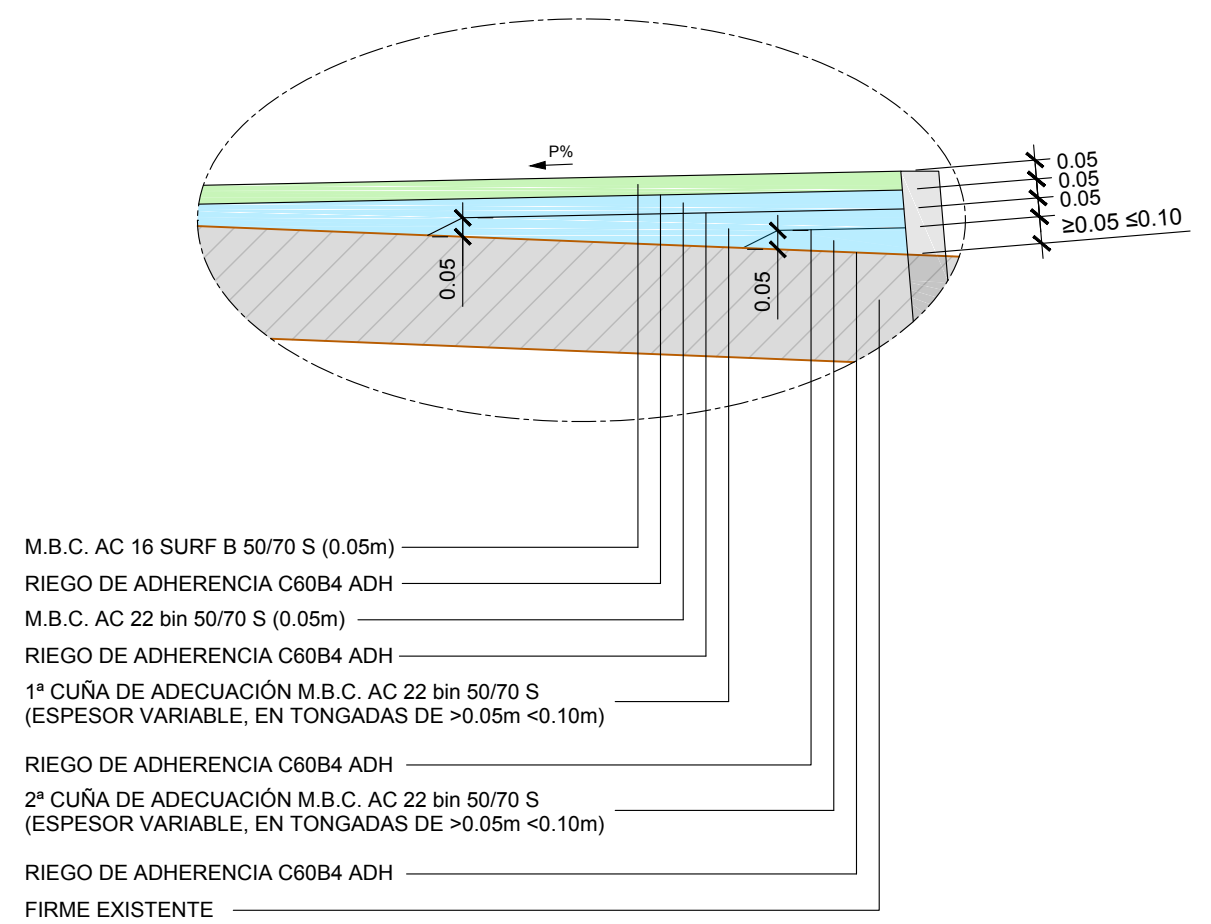 P%
0.05
0.05
0.05
≥0.05 ≤0.10
0.05
0.05
M.B.C. AC 16 SURF B 50/70 S (0.05m)
RIEGO DE ADHERENCIA C60B4 ADH
M.B.C. AC 22 bin 50/70 S (0.05m)
RIEGO DE ADHERENCIA C60B4 ADH
1ª CUÑA DE ADECUACIÓN M.B.C. AC 22 bin 50/70 S
(ESPESOR VARIABLE, EN TONGADAS DE >0.05m <0.10m)
RIEGO DE ADHERENCIA C60B4 ADH
2ª CUÑA DE ADECUACIÓN M.B.C. AC 22 bin 50/70 S
(ESPESOR VARIABLE, EN TONGADAS DE >0.05m <0.10m)
RIEGO DE ADHERENCIA C60B4 ADH
FIRME EXISTENTE